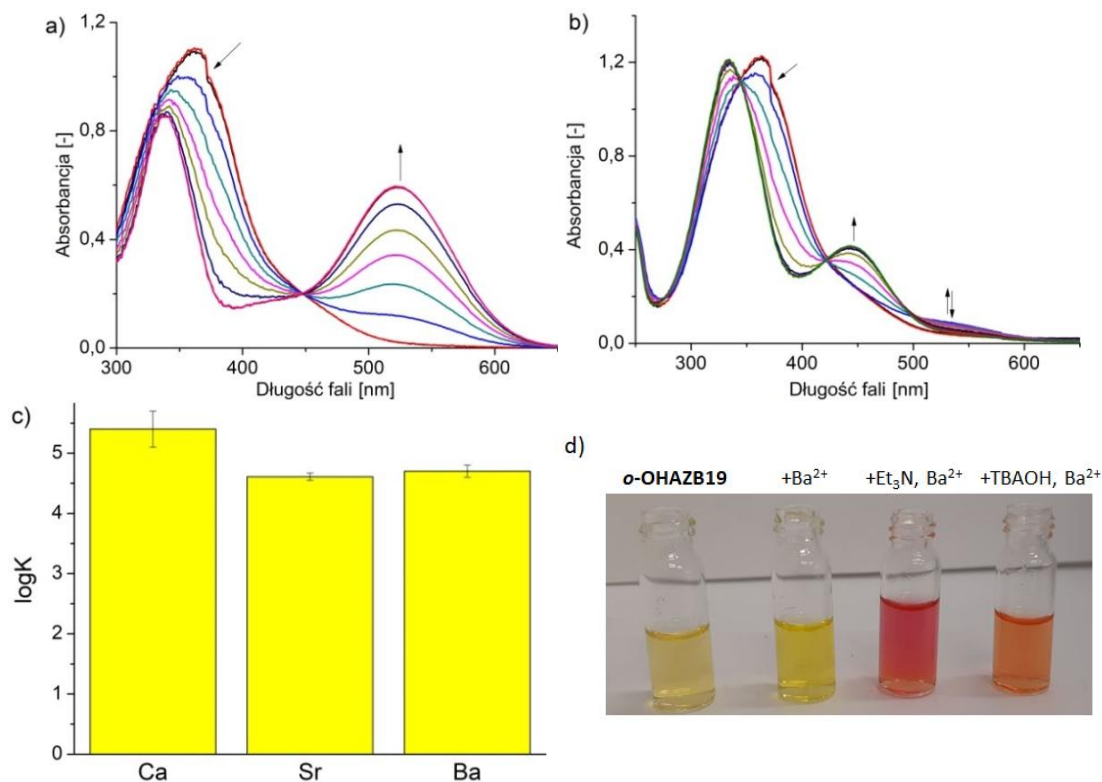 a)
1,2
0,8
0,4
0,0
Absorbancja [-]
300 400 500 600
Długość fali [nm]
b)
1,2
0,8
0,4
0,0
Absorbancja [-]
300 400 500 600
Długość fali [nm]
c)
5
4
3
2
1
0
logK
Ca Sr Ba
d)
o-OHAZB19 +Ba²⁺ +Et₃N, Ba²⁺ +TBAOH, Ba²⁺